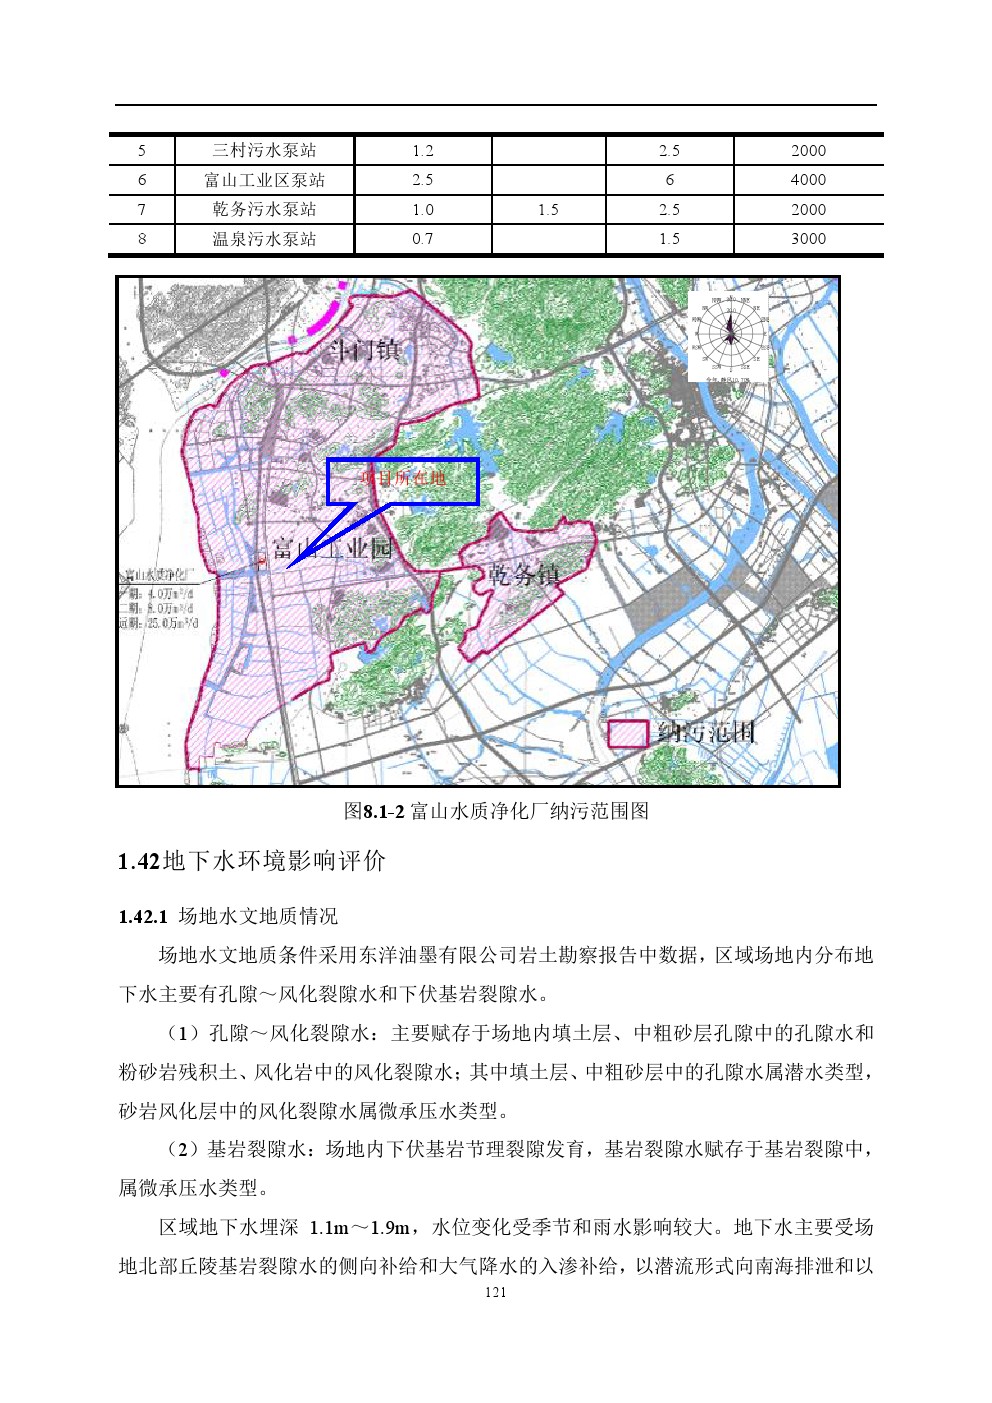 5 三村污水泵站 1.2 2.5 2000
6 富山工业区泵站 2.5 6 4000
7 乾务污水泵站 1.0 1.5 2.5 2000
8 温泉污水泵站 0.7 1.5 3000
斗门镇
项目所在地
富山工业园
乾务镇
富山水质净化厂
一期：4.0万m³/d
二期：8.0万m³/d
远期：25.0万m³/d
纳污范围
图8.1-2 富山水质净化厂纳污范围图
1.42地下水环境影响评价
1.42.1 场地水文地质情况
场地水文地质条件采用东洋油墨有限公司岩土勘察报告中数据，区域场地内分布地
下水主要有孔隙～风化裂隙水和下伏基岩裂隙水。
（1）孔隙～风化裂隙水：主要赋存于场地内填土层、中粗砂层孔隙中的孔隙水和
粉砂岩残积土、风化岩中的风化裂隙水；其中填土层、中粗砂层中的孔隙水属潜水类型，
砂岩风化层中的风化裂隙水属微承压水类型。
（2）基岩裂隙水：场地内下伏基岩节理裂隙发育，基岩裂隙水赋存于基岩裂隙中，
属微承压水类型。
区域地下水埋深 1.1m～1.9m，水位变化受季节和雨水影响较大。地下水主要受场
地北部丘陵基岩裂隙水的侧向补给和大气降水的入渗补给，以潜流形式向南海排泄和以
121